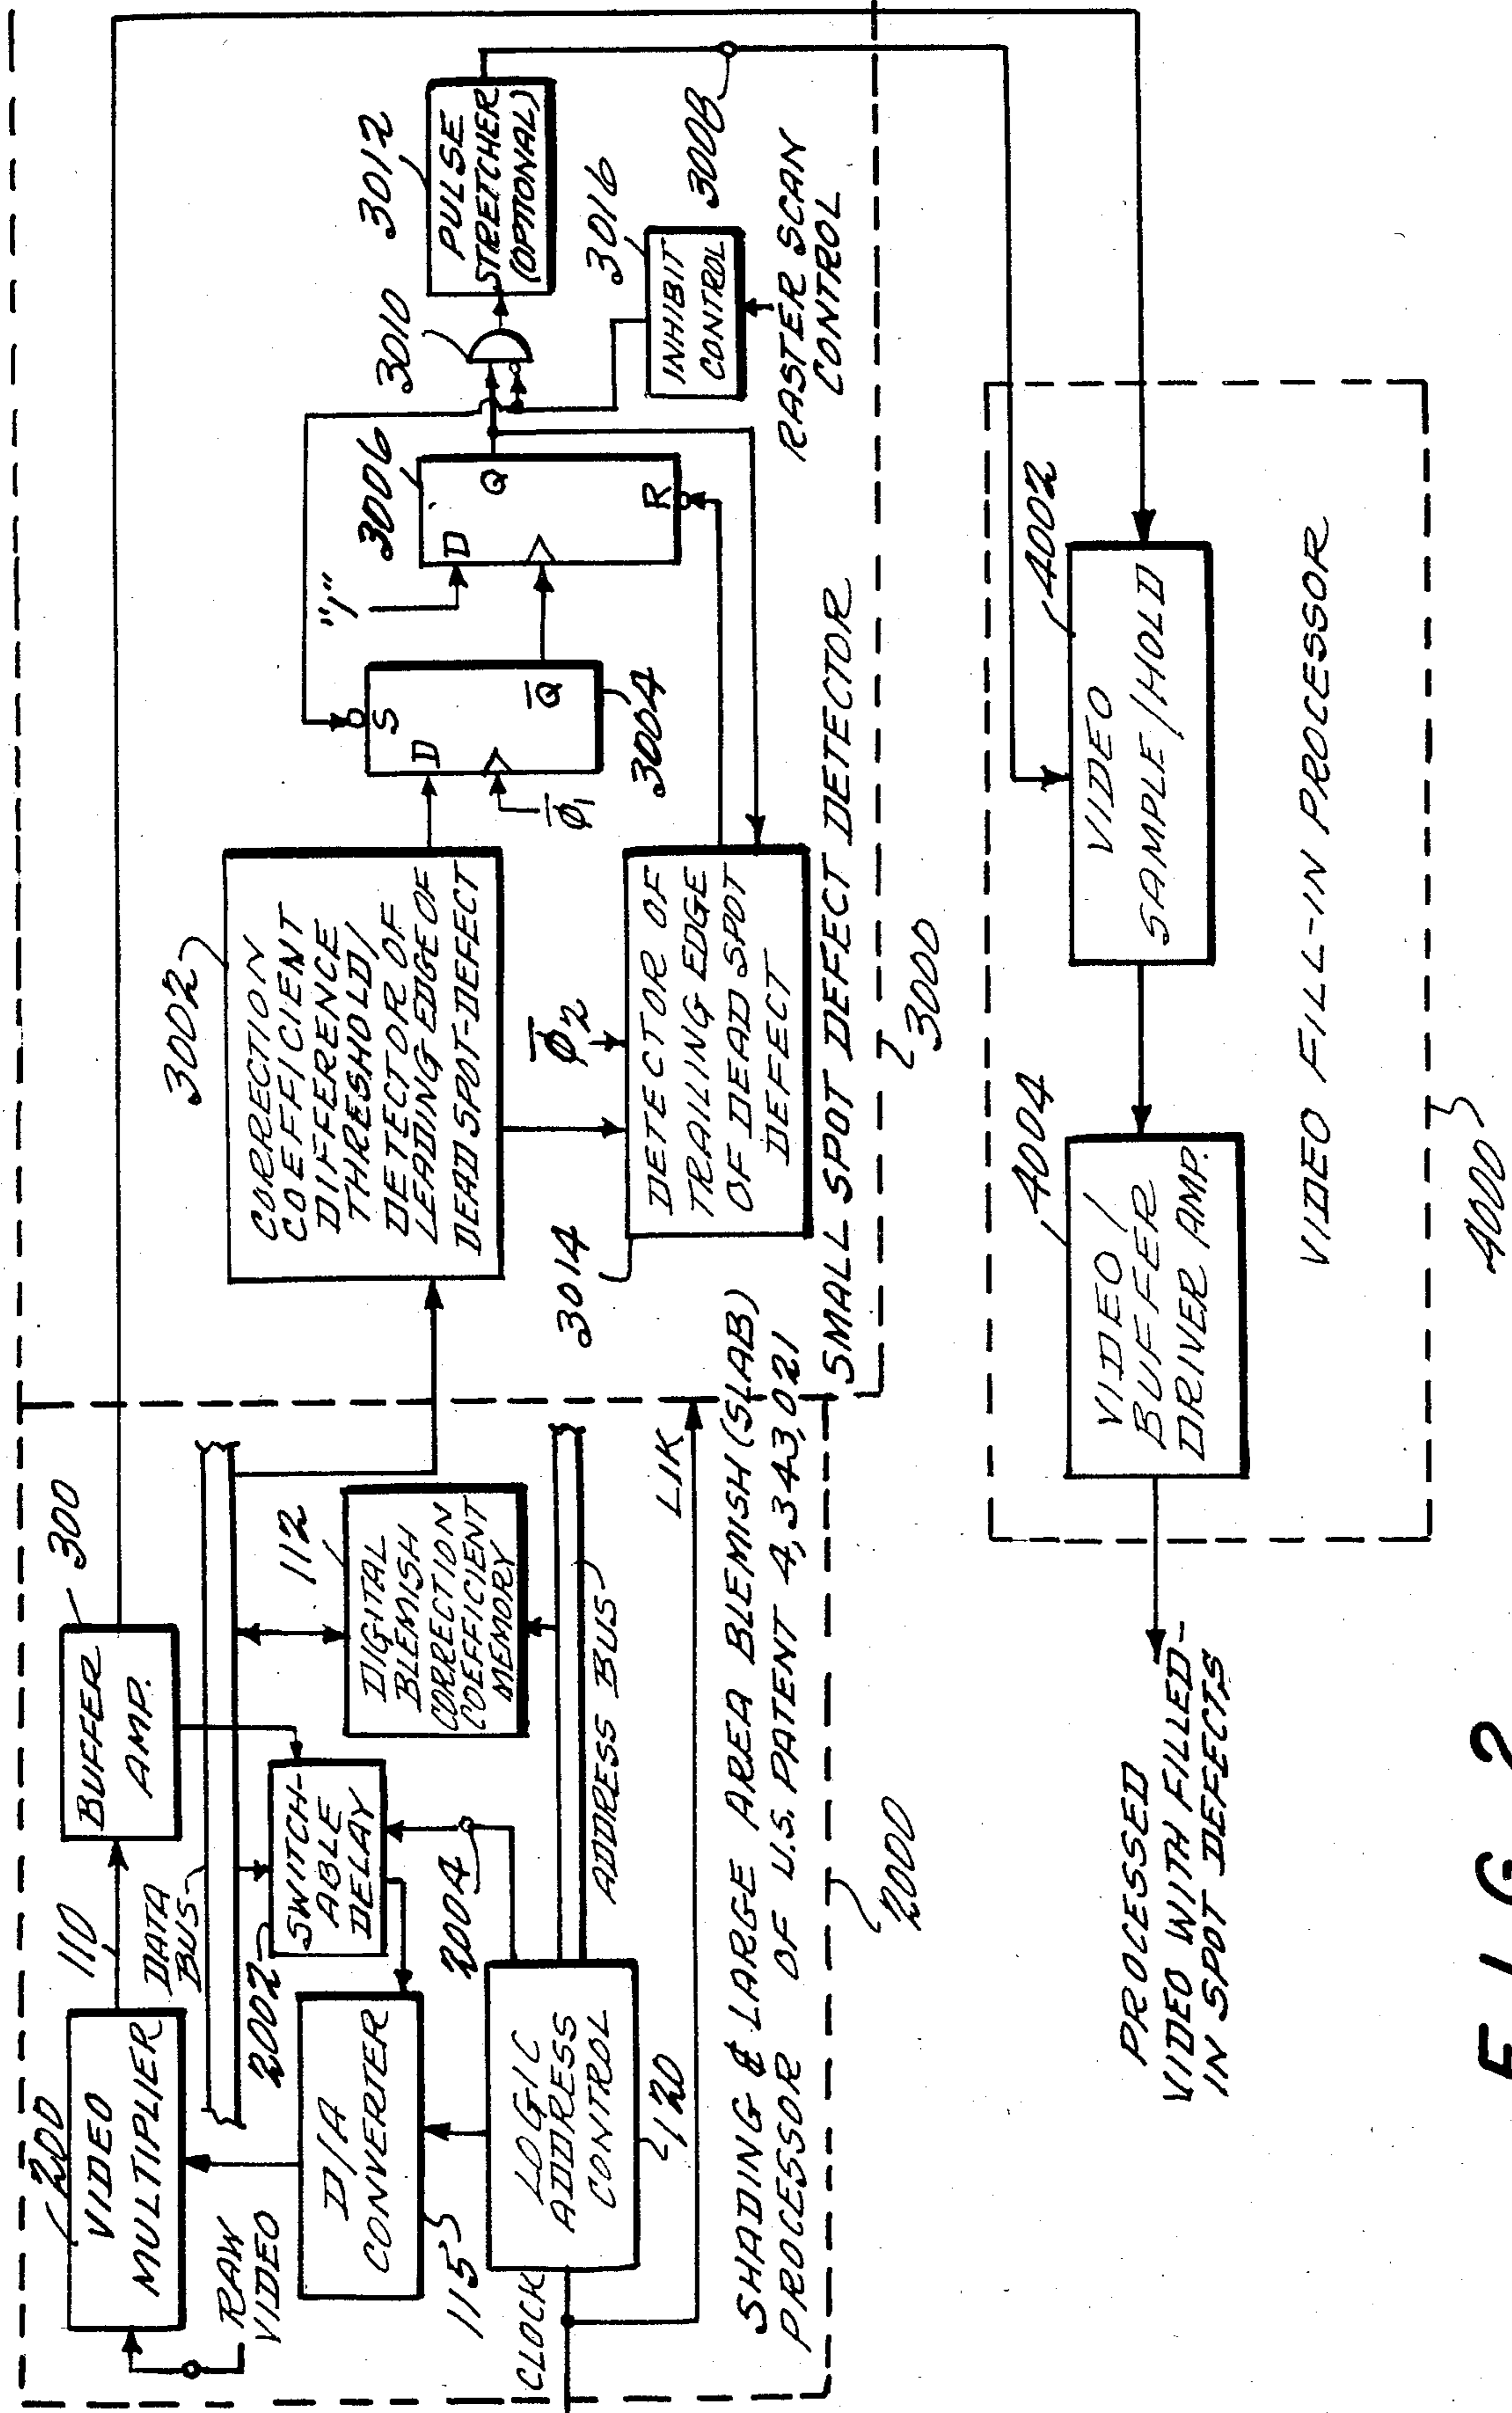 200
VIDEO
MULTIPLIER
RAW
VIDEO
110
BUFFER
AMP.
300
DATA
BUS
2002
SWITCH-
ABLE
DELAY
112
DIGITAL
BLEMISH
CORRECTION
COEFFICIENT
MEMORY
D/A
CONVERTER
115
2004
CLOCK
LOGIC
ADDRESS
CONTROL
120
ADDRESS BUS
L1K
SHADING & LARGE AREA BLEMISH (SLAB)
PROCESSOR OF U.S. PATENT 4,343,021
2000
3002
CORRECTION
COEFFICIENT
DIFFERENCE
THRESHOLD/
DETECTOR OF
LEADING EDGE OF
DEAD SPOT-DEFECT
S
D
Q̅
ϕ̅1
3004
"1"
3006
D
Q
R
3010
3012
PULSE
STRETCHER
(OPTIONAL)
3016
INHIBIT
CONTROL
RASTER SCAN
CONTROL
3008
ϕ̅2
3014
DETECTOR OF
TRAILING EDGE
OF DEAD SPOT
DEFECT
SMALL SPOT DEFECT DETECTOR
3000
4004
VIDEO/
BUFFER
DRIVER AMP.
4002
VIDEO
SAMPLE/HOLD
VIDEO FILL-IN PROCESSOR
4000
PROCESSED
VIDEO WITH FILLED-
IN SPOT DEFECTS
FIG. 2